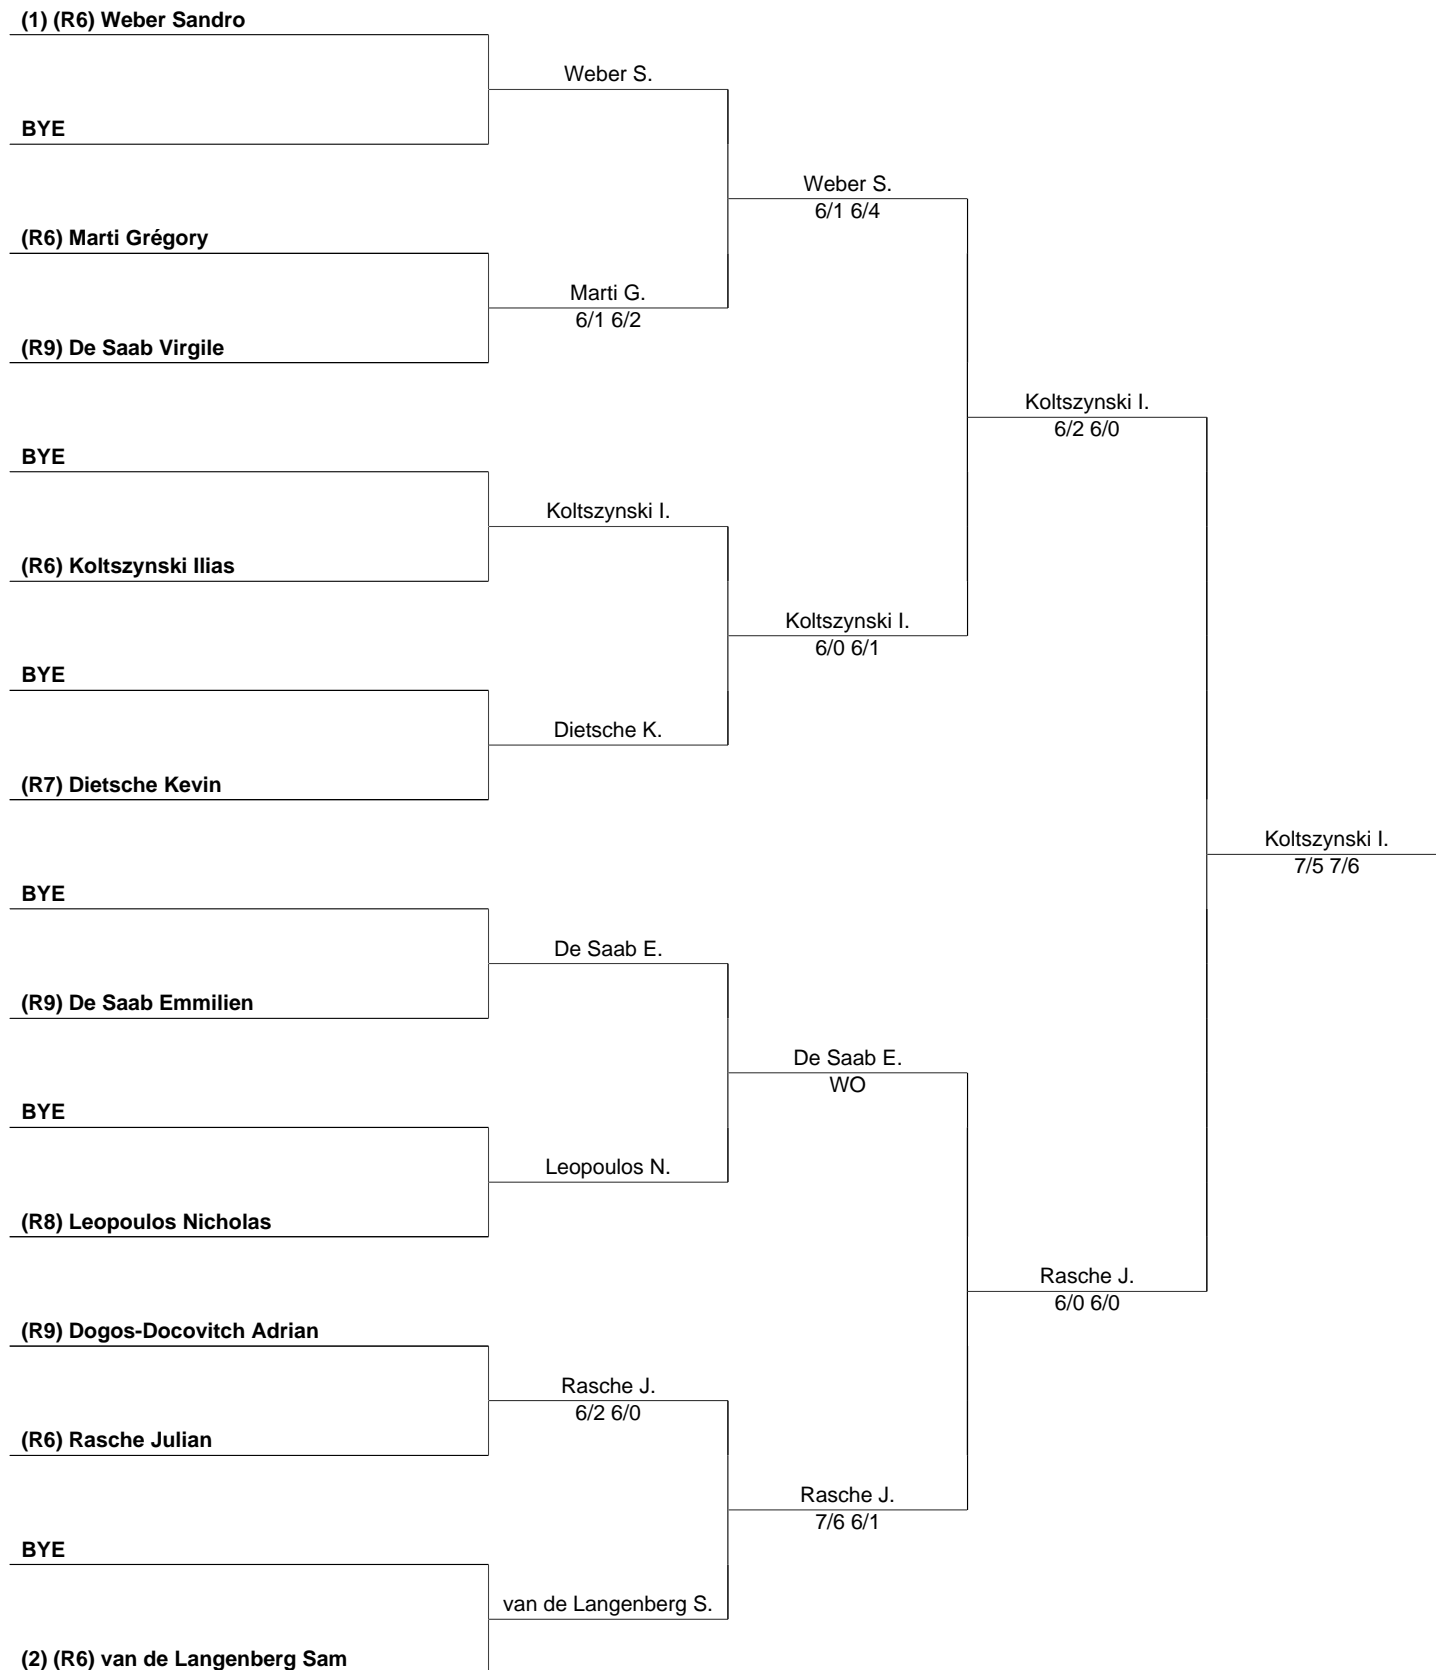 (1) (R6) Weber Sandro
Weber S.
BYE
Weber S.
6/1 6/4
(R6) Marti Grégory
Marti G.
6/1 6/2
(R9) De Saab Virgile
Koltszynski I.
6/2 6/0
BYE
Koltszynski I.
(R6) Koltszynski Ilias
Koltszynski I.
6/0 6/1
BYE
Dietsche K.
(R7) Dietsche Kevin
Koltszynski I.
7/5 7/6
BYE
De Saab E.
(R9) De Saab Emmilien
De Saab E.
WO
BYE
Leopoulos N.
(R8) Leopoulos Nicholas
Rasche J.
6/0 6/0
(R9) Dogos-Docovitch Adrian
Rasche J.
6/2 6/0
(R6) Rasche Julian
Rasche J.
7/6 6/1
BYE
van de Langenberg S.
(2) (R6) van de Langenberg Sam